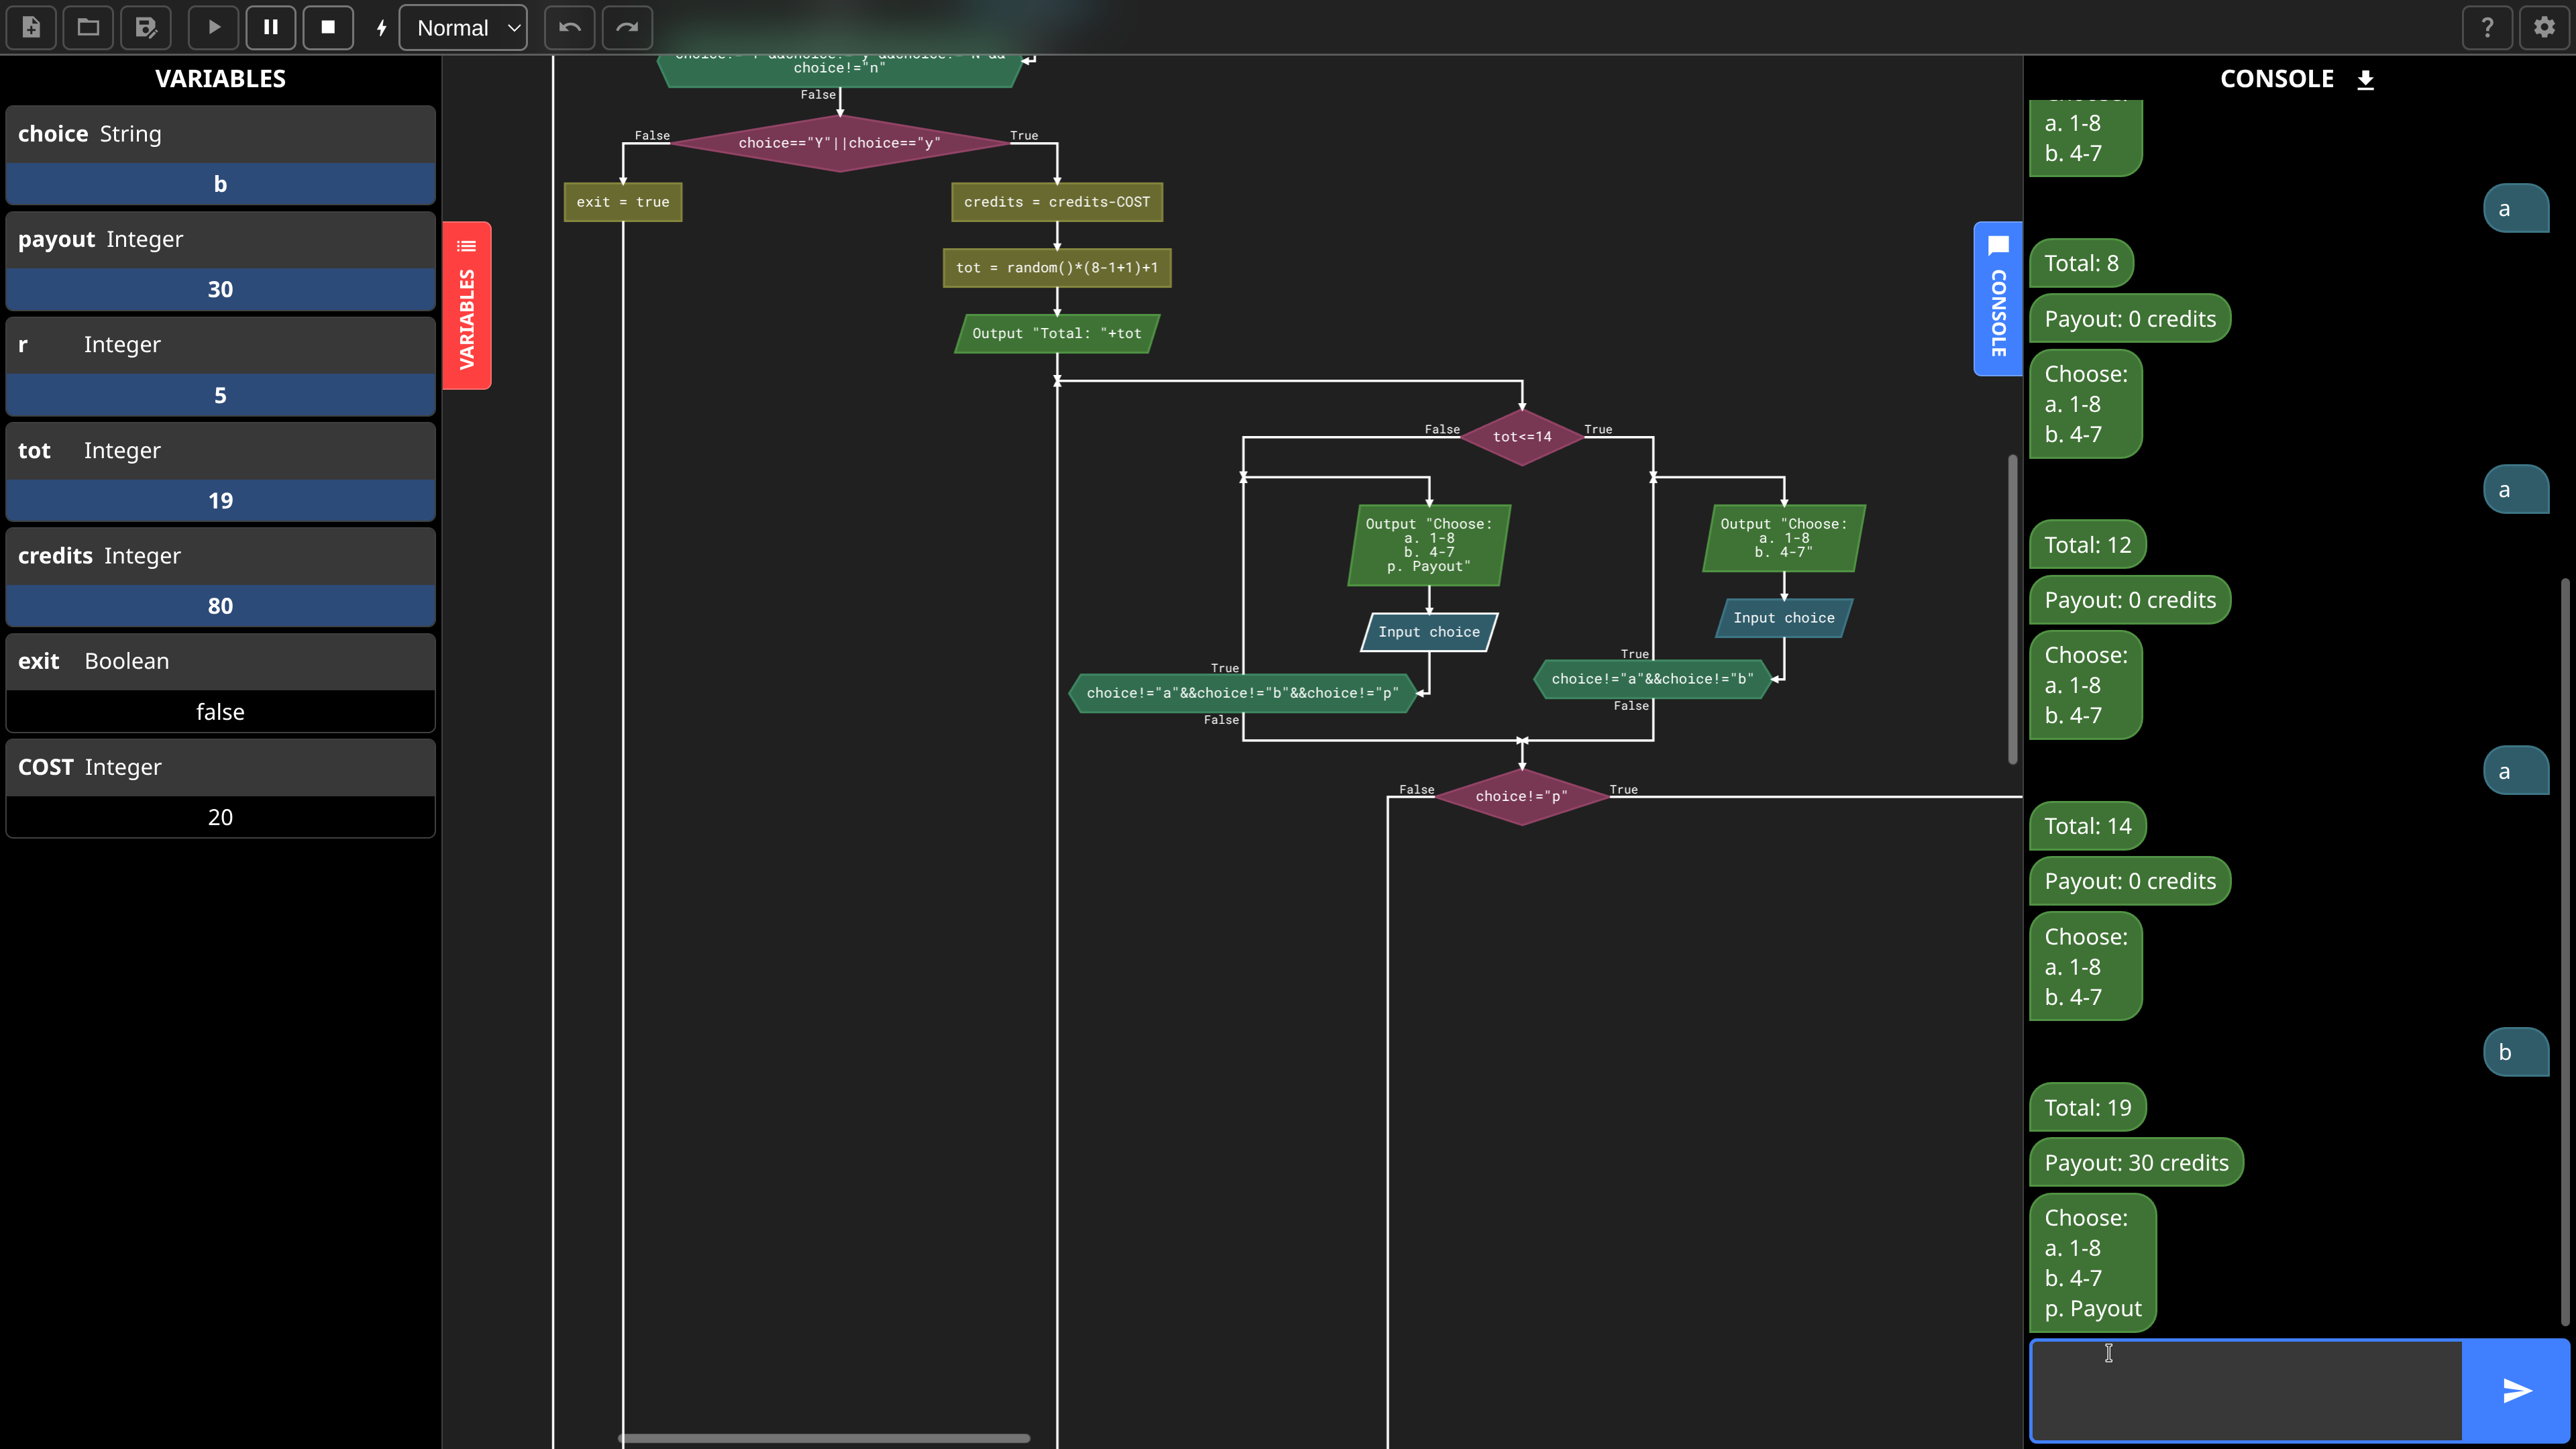 Normal
?
VARIABLES
choice String
b
payout Integer
30
r Integer
5
tot Integer
19
credits Integer
80
exit Boolean
false
COST Integer
20
VARIABLES
choice!="n"
False
choice=="Y"||choice=="y"
False
True
exit = true
credits = credits-COST
tot = random()*(8-1+1)+1
Output "Total: "+tot
tot<=14
False
True
Output "Choose:
a. 1-8
b. 4-7
p. Payout"
Input choice
True
choice!="a"&&choice!="b"&&choice!="p"
False
Output "Choose:
a. 1-8
b. 4-7"
Input choice
True
choice!="a"&&choice!="b"
False
choice!="p"
False
True
CONSOLE
CONSOLE
a. 1-8
b. 4-7
a
Total: 8
Payout: 0 credits
Choose:
a. 1-8
b. 4-7
a
Total: 12
Payout: 0 credits
Choose:
a. 1-8
b. 4-7
a
Total: 14
Payout: 0 credits
Choose:
a. 1-8
b. 4-7
b
Total: 19
Payout: 30 credits
Choose:
a. 1-8
b. 4-7
p. Payout